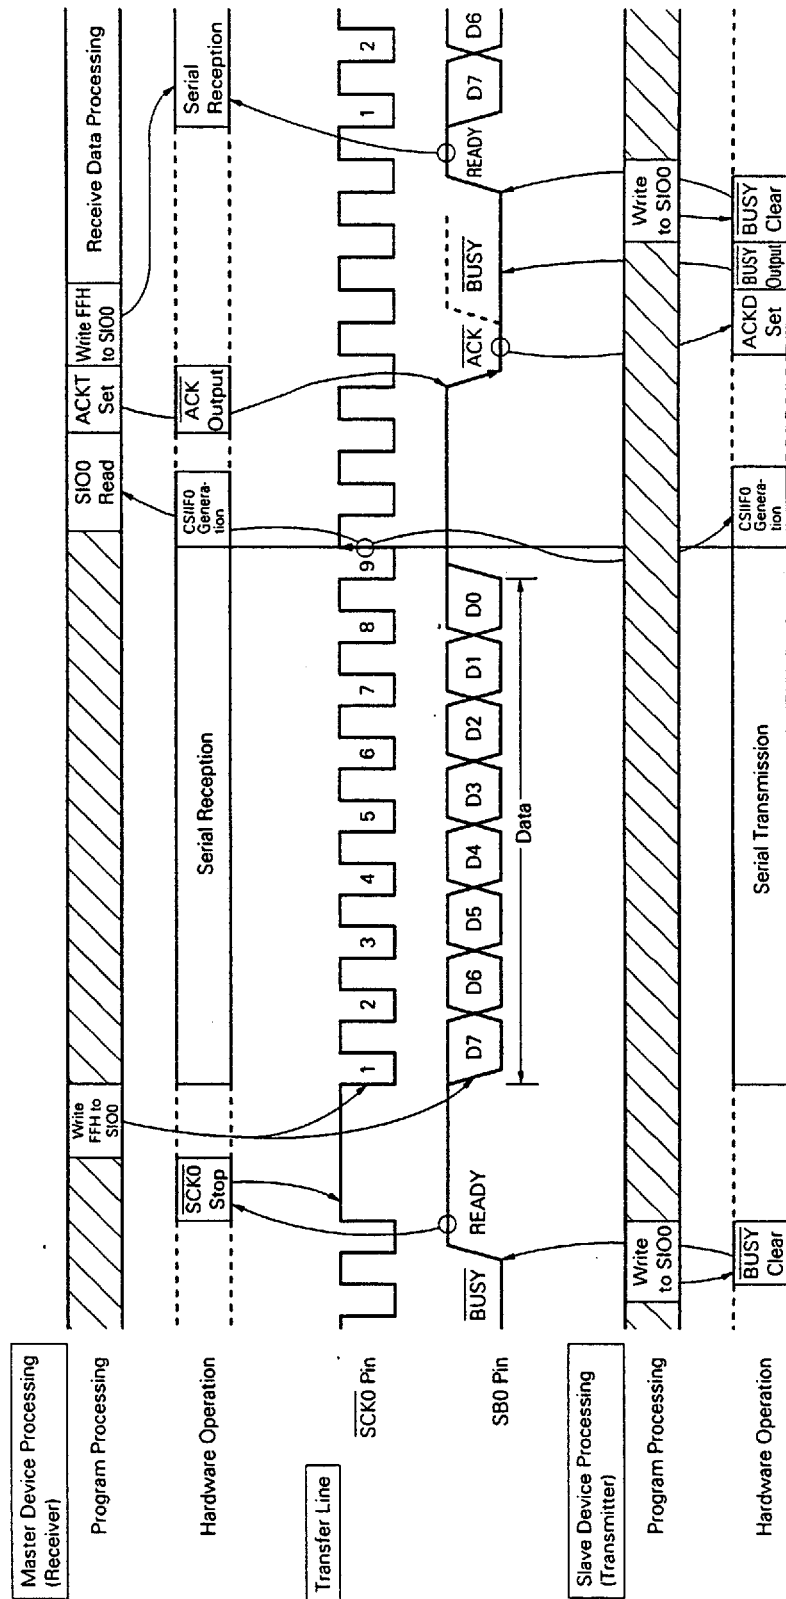 Master Device Processing
(Receiver)
Program Processing
Write
FFH to
SIO0
SIO0
Read
ACKT
Set
Write FFH
to SIO0
Receive Data Processing
Hardware Operation
SCK0
Stop
Serial Reception
CSIIF0
Genera-
tion
ACK
Output
Serial
Reception
Transfer Line
SCK0 Pin
1 2 3 4 5 6 7 8 9 1 2
SB0 Pin
BUSY READY D7 D6 D5 D4 D3 D2 D1 D0 ACK BUSY READY D7 D6
Data
Slave Device Processing
(Transmitter)
Program Processing
Write
to SIO0
Write
to SIO0
Hardware Operation
BUSY
Clear
Serial Transmission
CSIIF0
Genera-
tion
ACKD
Set
BUSY
Output
BUSY
Clear